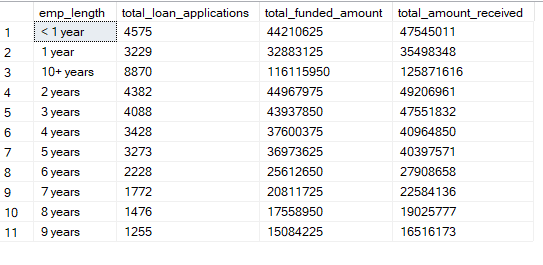 emp_length total_loan_applications total_funded_amount total_amount_received
1 < 1 year 4575 44210625 47545011
2 1 year 3229 32883125 35498348
3 10+ years 8870 116115950 125871616
4 2 years 4382 44967975 49206961
5 3 years 4088 43937850 47551832
6 4 years 3428 37600375 40964850
7 5 years 3273 36973625 40397571
8 6 years 2228 25612650 27908658
9 7 years 1772 20811725 22584136
10 8 years 1476 17558950 19025777
11 9 years 1255 15084225 16516173